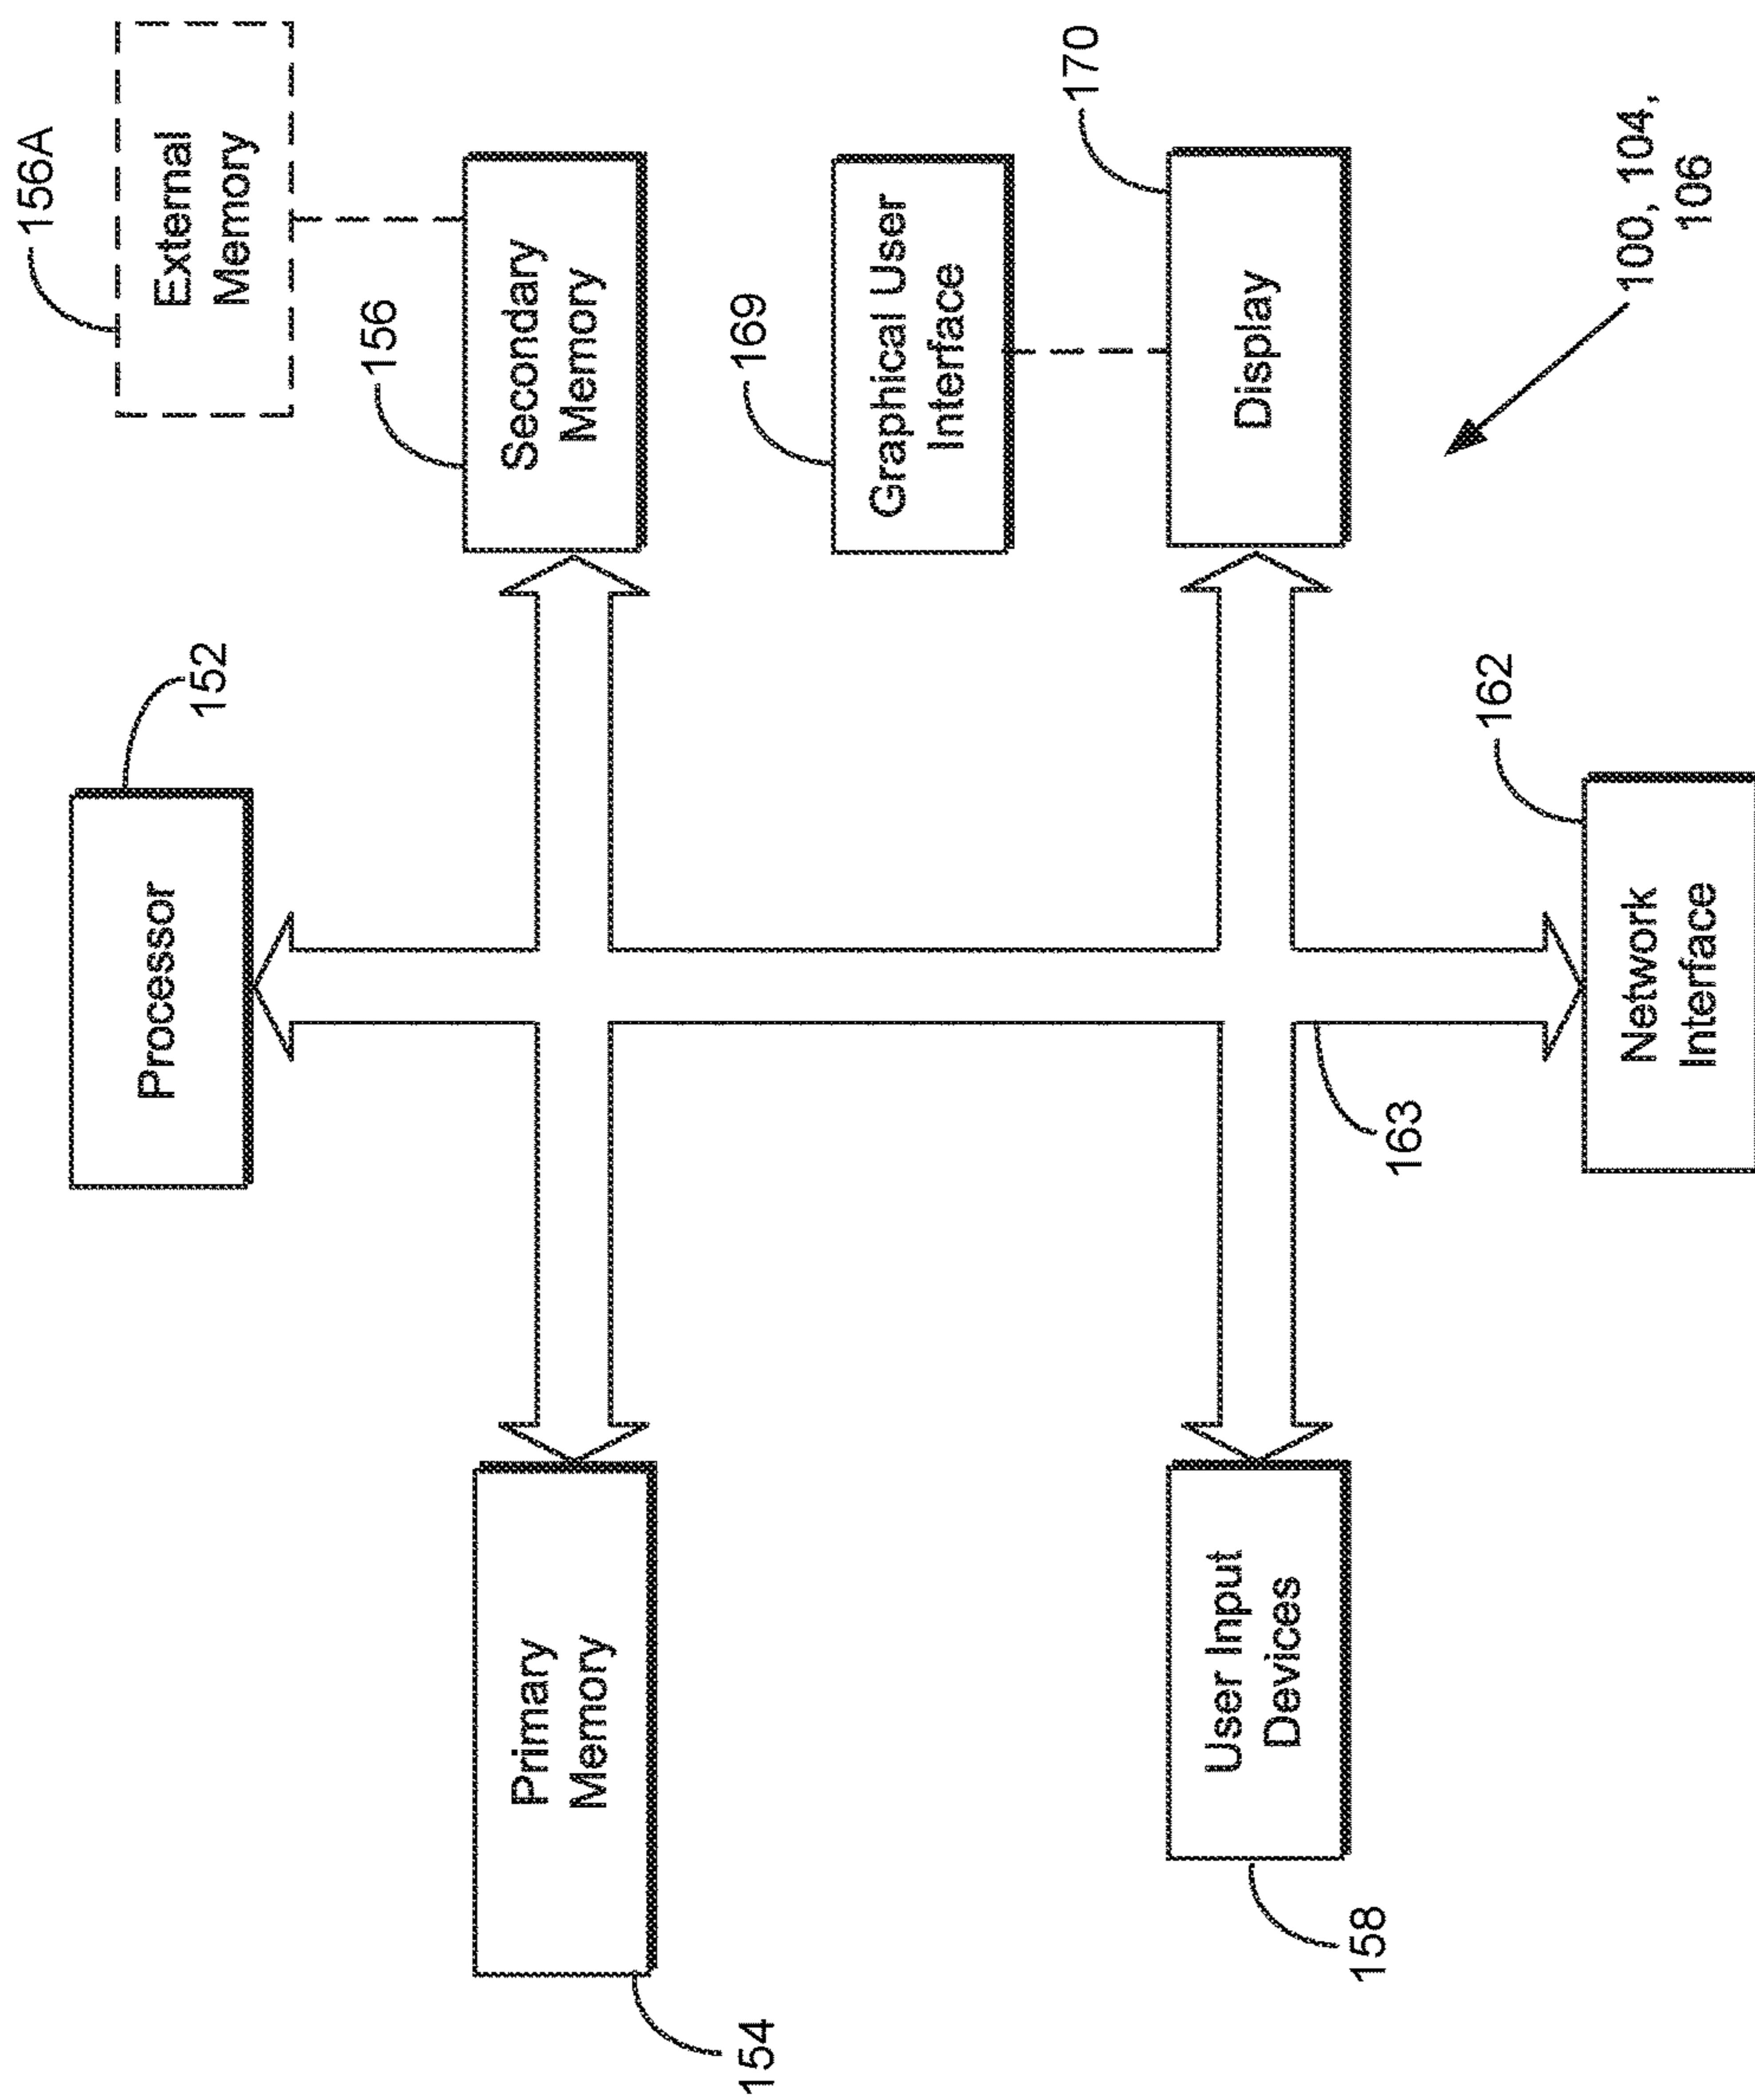 156A
External
Memory
Processor
152
156
Primary
Memory
Secondary
Memory
154
169
Graphical User
Interface
170
User Input
Devices
Display
158
163
162
100, 104,
106
Network
Interface